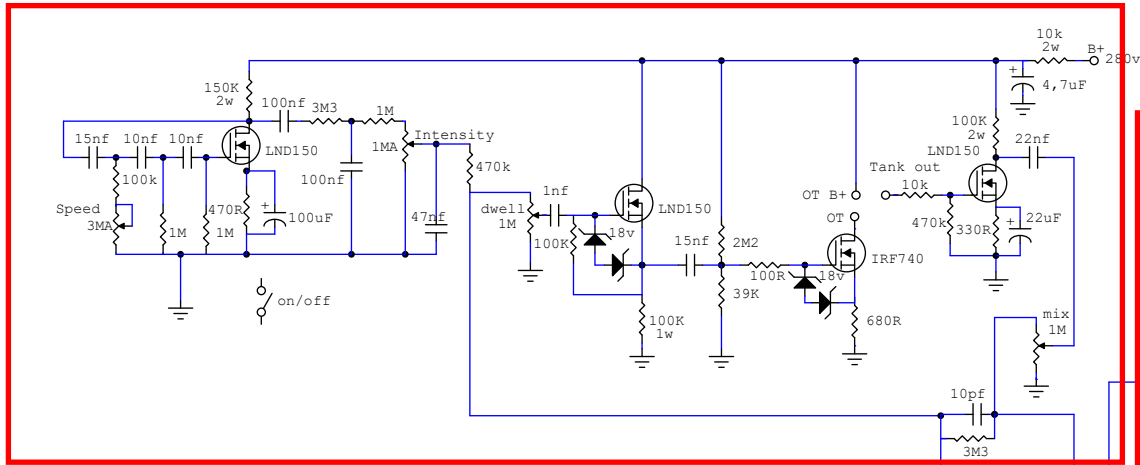 10k
2w
B+
280v
4,7uF
150K
2w
100nf
3M3
1M
Intensity
1MA
15nf
10nf
10nf
LND150
100k
100nf
470k
Speed
3MA
1M
1M
470R
100uF
47nf
on/off
dwell
1M
1nf
100K
18v
LND150
100K
1w
15nf
2M2
39K
100R
18v
OT B+
OT
IRF740
680R
Tank out
10k
100K
2w
LND150
22nf
470k
330R
22uF
mix
1M
10pf
3M3